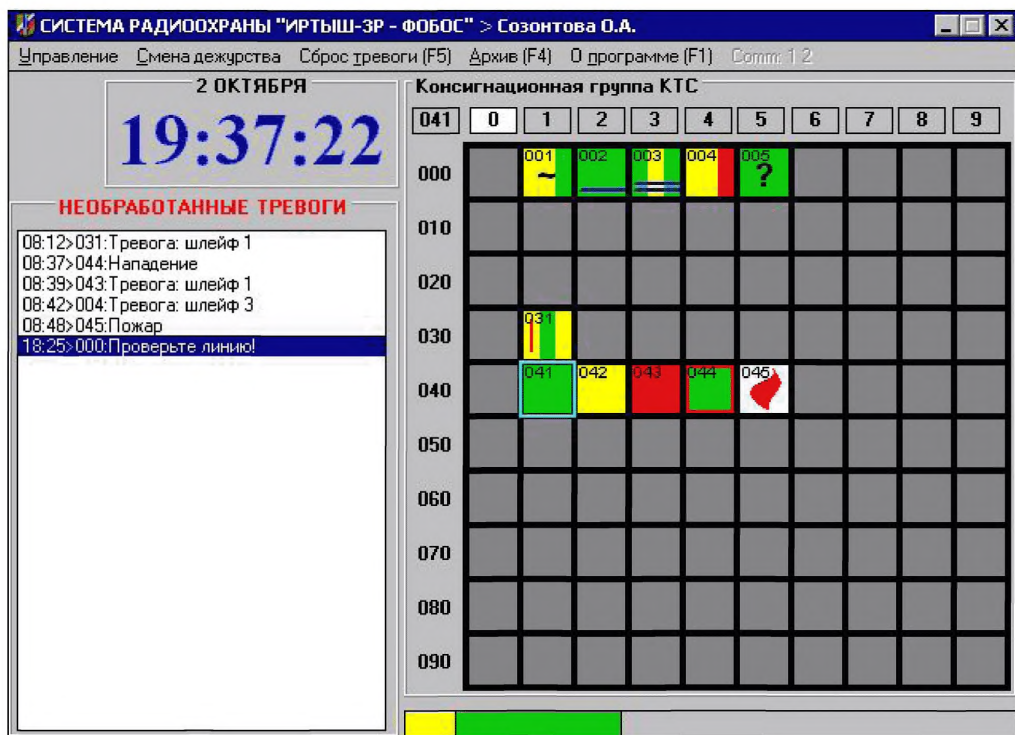 СИСТЕМА РАДИООХРАНЫ "ИРТЫШ-3Р - ФОБОС" > Созонтова О.А.
Управление Смена дежурства Сброс тревоги (F5) Архив (F4) О программе (F1) Comm: 1 2
2 ОКТЯБРЯ
19:37:22
НЕОБРАБОТАННЫЕ ТРЕВОГИ
08:12>031:Тревога: шлейф 1
08:37>044:Нападение
08:39>043:Тревога: шлейф 1
08:42>004:Тревога: шлейф 3
08:48>045:Пожар
18:25>000:Проверьте линию!
Консигнационная группа КТС
041 0 1 2 3 4 5 6 7 8 9
000 001 ~ 002 003 004 005 ?
010
020
030 031
040 041 042 043 044 045
050
060
070
080
090